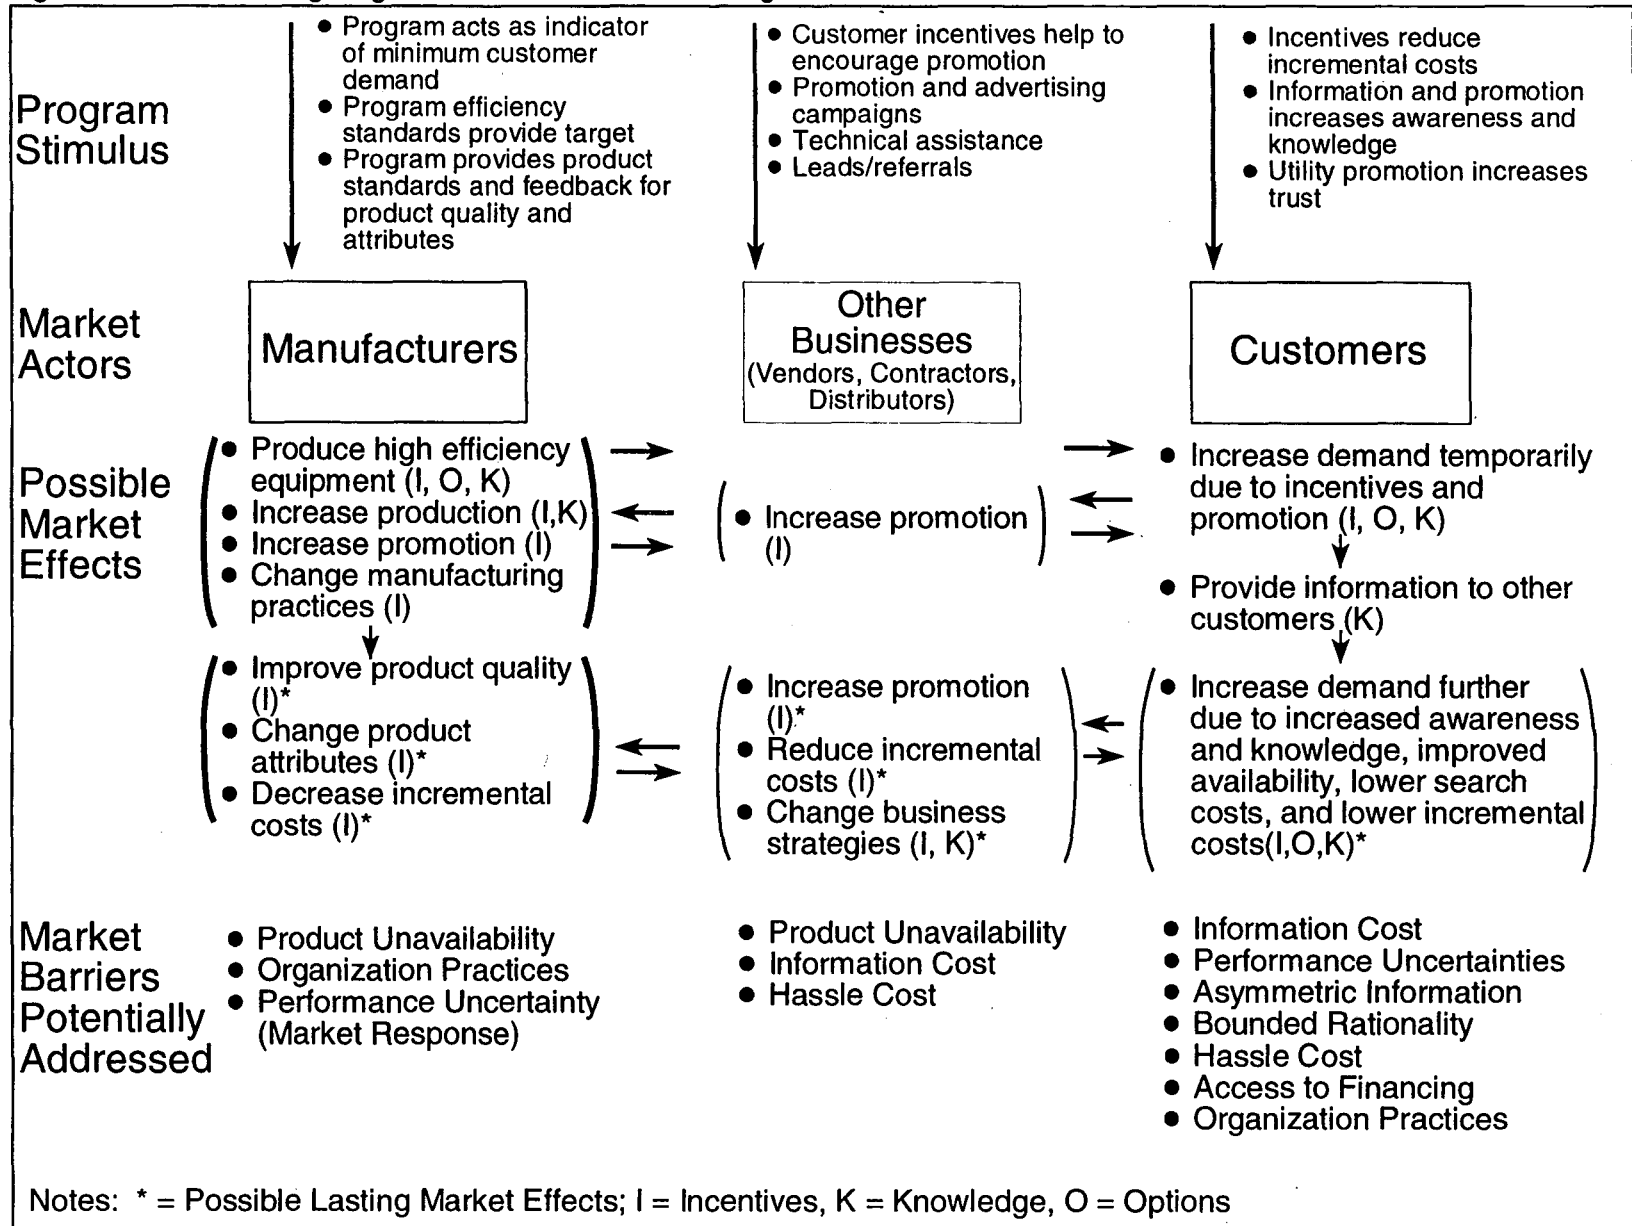 Program
Stimulus
● Program acts as indicator
of minimum customer
demand
● Program efficiency
standards provide target
● Program provides product
standards and feedback for
product quality and
attributes
● Customer incentives help to
encourage promotion
● Promotion and advertising
campaigns
● Technical assistance
● Leads/referrals
● Incentives reduce
incremental costs
● Information and promotion
increases awareness and
knowledge
● Utility promotion increases
trust
Market
Actors
Manufacturers
Other
Businesses
(Vendors, Contractors,
Distributors)
Customers
Possible
Market
Effects
● Produce high efficiency
equipment (I, O, K)
● Increase production (I,K)
● Increase promotion (I)
● Change manufacturing
practices (I)
● Increase promotion
(I)
● Increase demand temporarily
due to incentives and
promotion (I, O, K)
● Provide information to other
customers (K)
● Improve product quality
(I)*
● Change product
attributes (I)*
● Decrease incremental
costs (I)*
● Increase promotion
(I)*
● Reduce incremental
costs (I)*
● Change business
strategies (I, K)*
● Increase demand further
due to increased awareness
and knowledge, improved
availability, lower search
costs, and lower incremental
costs(I,O,K)*
Market
Barriers
Potentially
Addressed
● Product Unavailability
● Organization Practices
● Performance Uncertainty
(Market Response)
● Product Unavailability
● Information Cost
● Hassle Cost
● Information Cost
● Performance Uncertainties
● Asymmetric Information
● Bounded Rationality
● Hassle Cost
● Access to Financing
● Organization Practices
Notes: * = Possible Lasting Market Effects; I = Incentives, K = Knowledge, O = Options